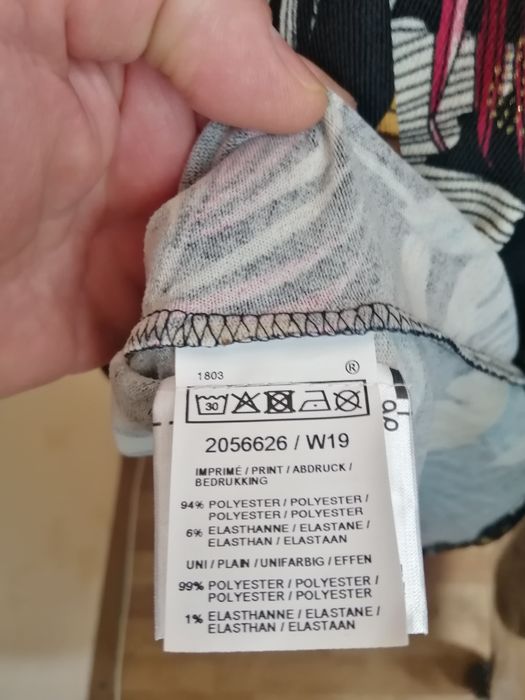 1803 ®
30
2056626 / W19
IMPRIMÉ / PRINT / ABDRUCK /
BEDRUKKING
94% POLYESTER / POLYESTER /
POLYESTER / POLYESTER
6% ELASTHANNE / ELASTANE /
ELASTHAN / ELASTAAN
UNI / PLAIN / UNIFARBIG / EFFEN
99% POLYESTER / POLYESTER /
POLYESTER / POLYESTER
1% ELASTHANNE / ELASTANE /
ELASTHAN / ELASTAAN